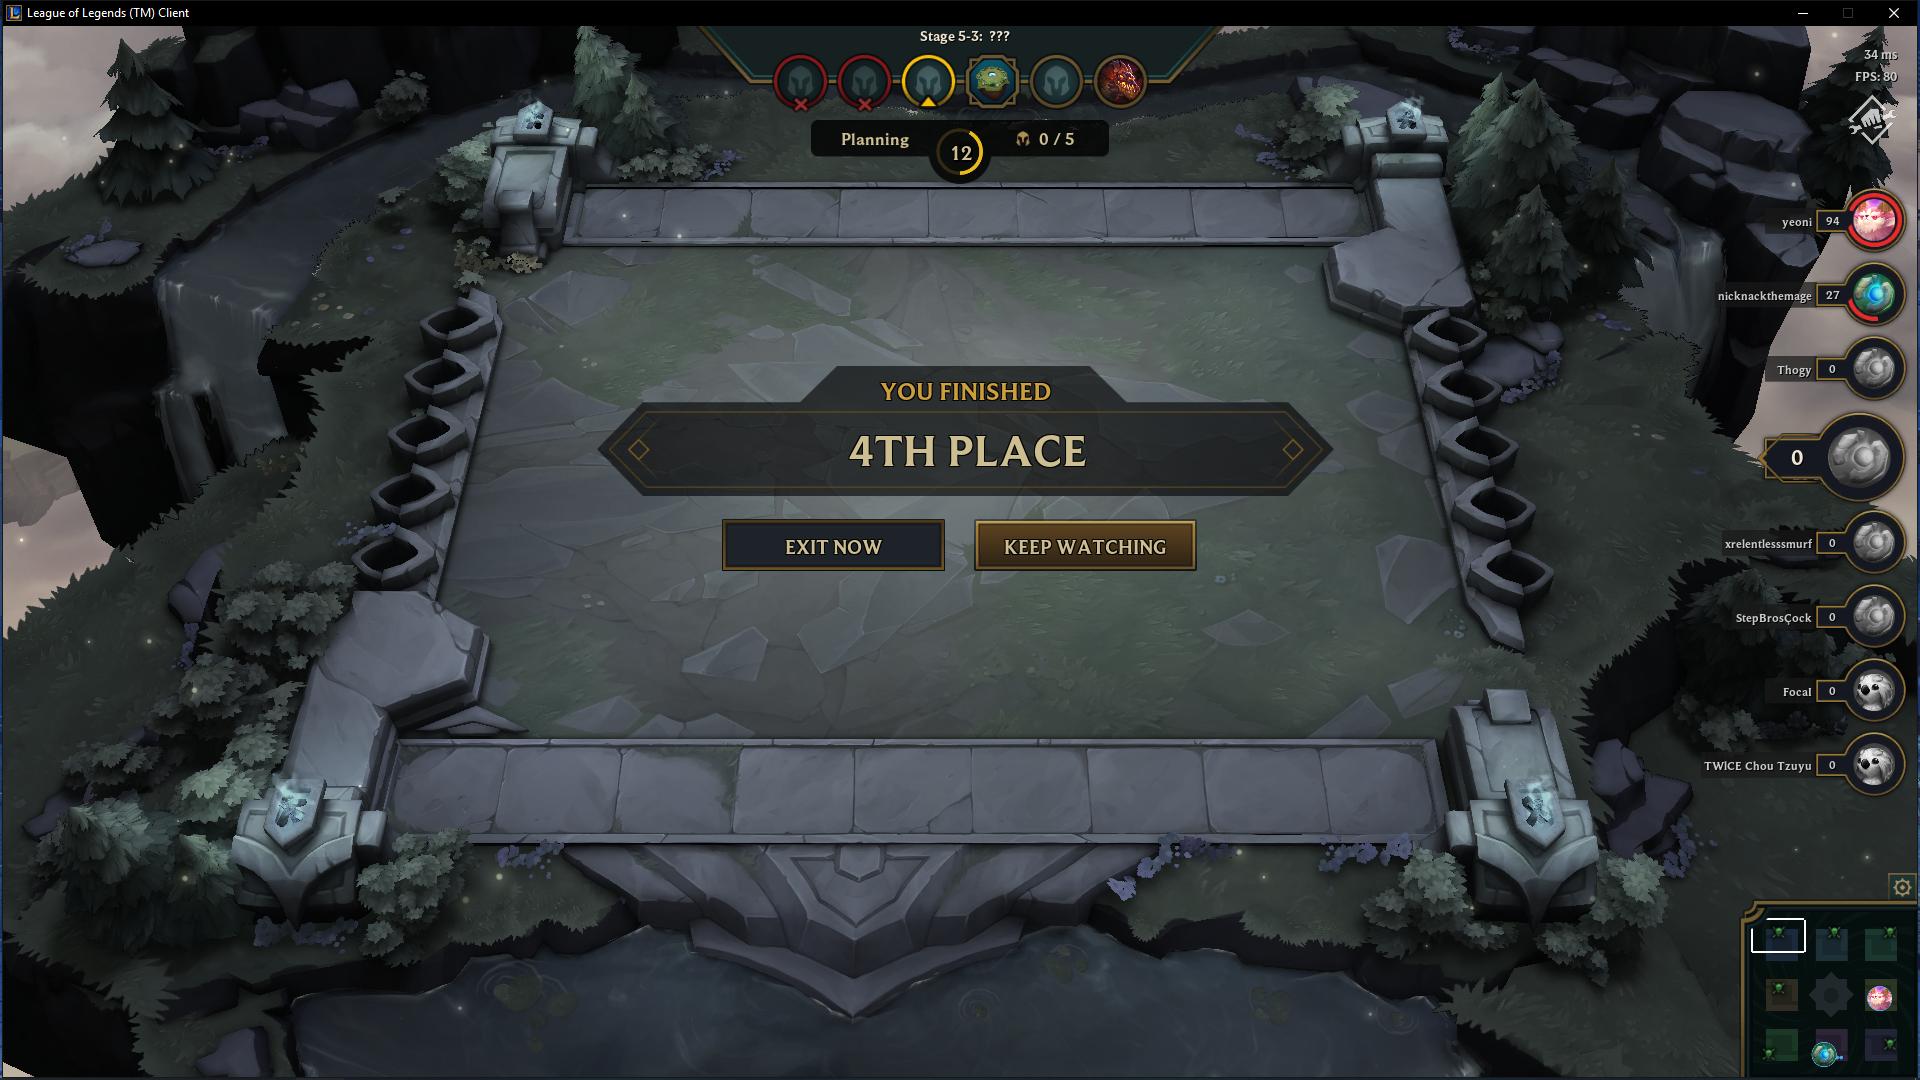 League of Legends (TM) Client
Stage 5-3: ???
34 ms
FPS: 80
Planning
12
0 / 5
yeoni 94
nicknackthemage 27
Thogy 0
YOU FINISHED
4TH PLACE
0
EXIT NOW
KEEP WATCHING
xrelentlesssmurf 0
StepBrosÇock 0
Focal 0
TWlCE Chou Tzuyu 0